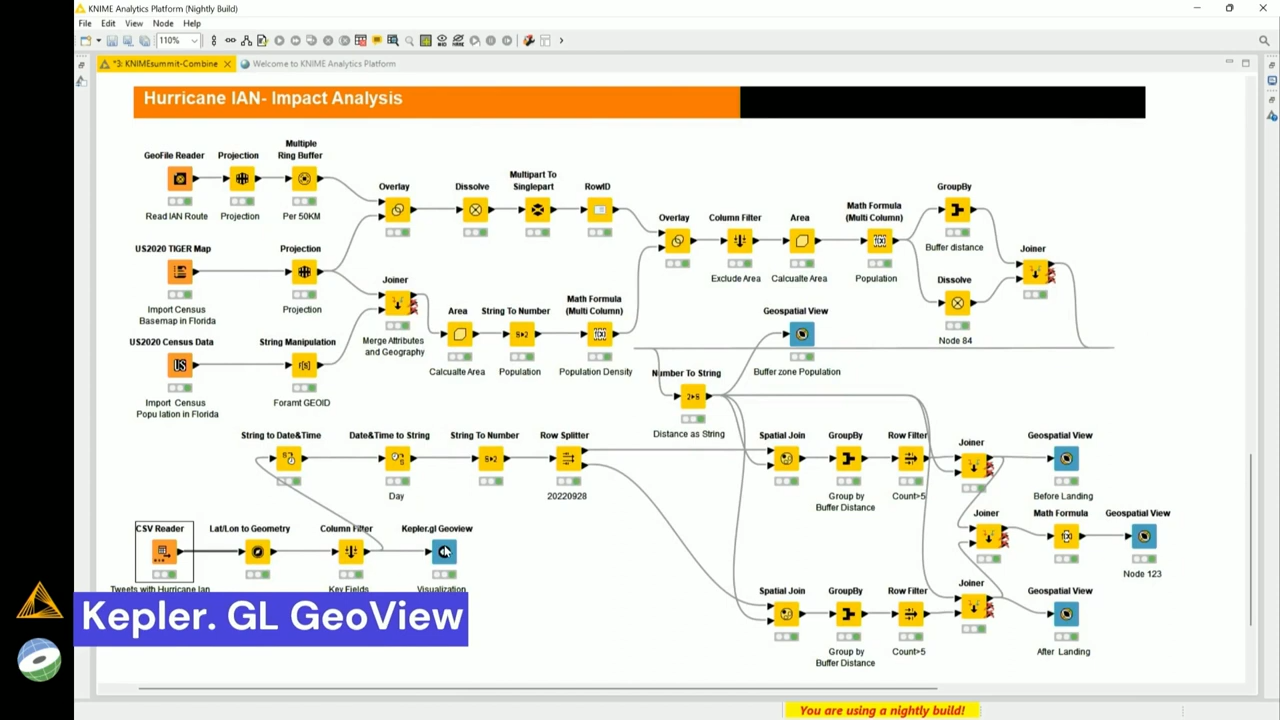 KNIME Analytics Platform (Nightly Build)
File Edit View Node Help
110%
*3: KNIMEsummit-Combine
Welcome to KNIME Analytics Platform
Hurricane IAN- Impact Analysis
Multiple
Ring Buffer
GeoFile Reader
Projection
Read IAN Route
Projection
Per 50KM
Overlay
Dissolve
Multipart To
Singlepart
RowID
Overlay
Column Filter
Area
Math Formula
(Multi Column)
GroupBy
Exclude Area
Calcualte Area
Population
Buffer distance
Dissolve
Node 84
Joiner
US2020 TIGER Map
Projection
Import Census
Basemap in Florida
Projection
Joiner
Merge Attributes
and Geography
Area
String To Number
Math Formula
(Multi Column)
Calcualte Area
Population
Population Density
Geospatial View
Buffer zone Population
US2020 Census Data
String Manipulation
US
Import Census
Popu lation in Florida
Foramt GEOID
Number To String
Distance as String
String to Date&Time
Date&Time to String
String To Number
Row Splitter
Day
20220928
Spatial Join
GroupBy
Row Filter
Joiner
Geospatial View
Group by
Buffer Distance
Count>5
Before Landing
Joiner
Math Formula
Geospatial View
Node 123
CSV Reader
Lat/Lon to Geometry
Column Filter
Kepler.gl Geoview
Tweets with Hurricane Ian
Key Fields
Visualization
Spatial Join
GroupBy
Row Filter
Joiner
Geospatial View
Group by
Buffer Distance
Count>5
After Landing
Kepler. GL GeoView
You are using a nightly build!